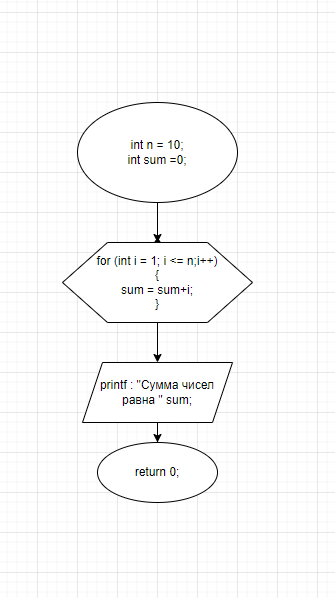 int n = 10;
int sum =0;
for (int i = 1; i <= n;i++)
{
sum = sum+i;
}
printf : "Сумма чисел
равна " sum;
return 0;